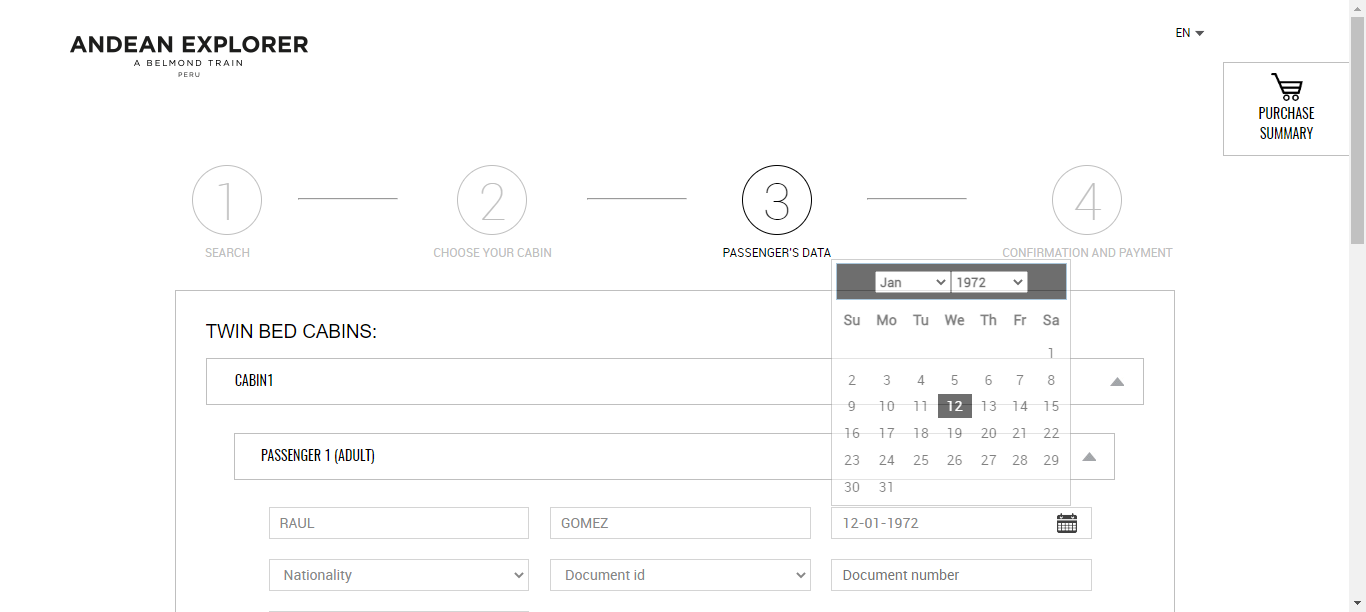 EN
ANDEAN EXPLORER
A BELMOND TRAIN
PERU
PURCHASE
SUMMARY
1
2
3
4
SEARCH
CHOOSE YOUR CABIN
PASSENGER'S DATA
CONFIRMATION AND PAYMENT
Jan 1972
Su Mo Tu We Th Fr Sa
1
2 3 4 5 6 7 8
9 10 11 12 13 14 15
16 17 18 19 20 21 22
23 24 25 26 27 28 29
30 31
TWIN BED CABINS:
CABIN1
PASSENGER 1 (ADULT)
RAUL GOMEZ 12-01-1972
Nationality Document id Document number